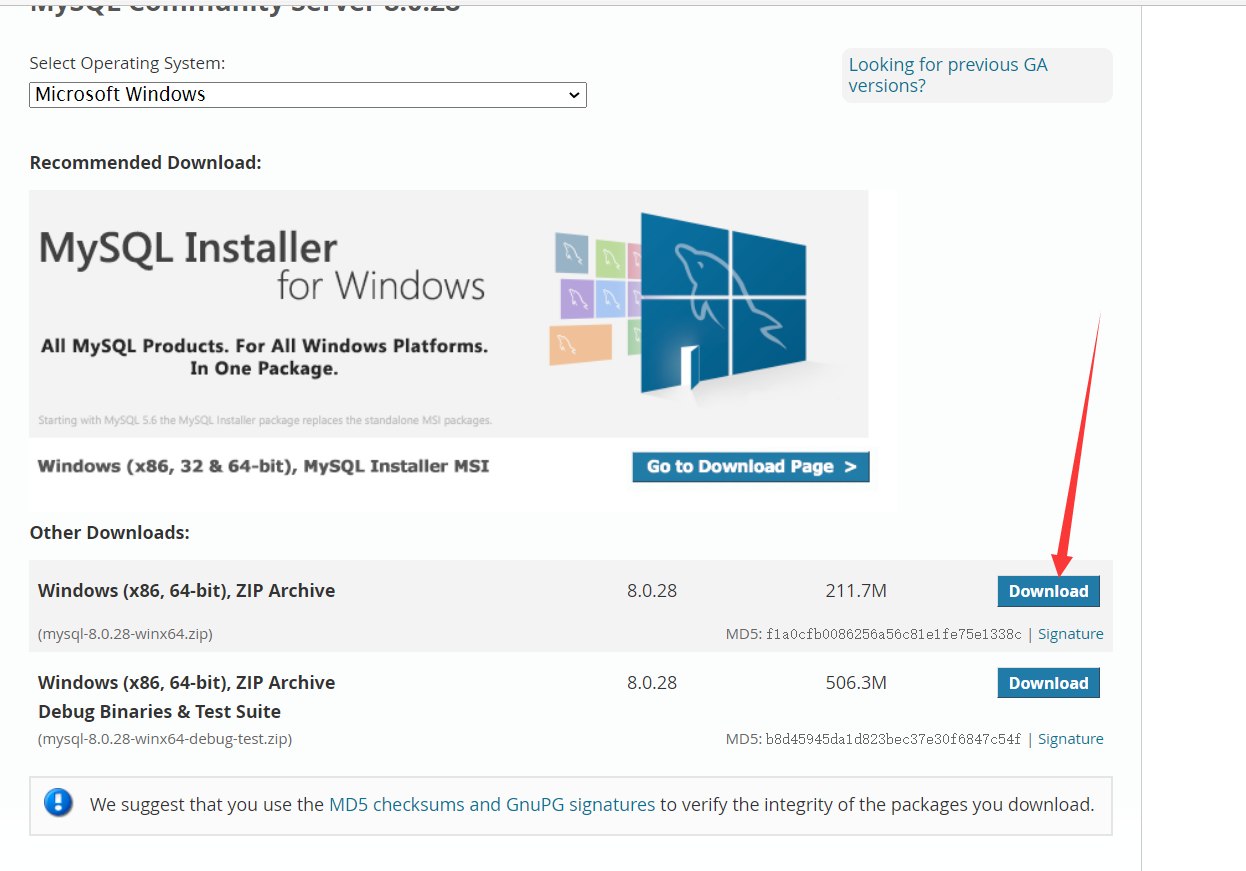 MySQL Community Server 8.0.28
Select Operating System:
Looking for previous GA
versions?
Microsoft Windows
Recommended Download:
MySQL Installer
for Windows
All MySQL Products. For All Windows Platforms.
In One Package.
Starting with MySQL 5.6 the MySQL Installer package replaces the standalone MSI packages.
Windows (x86, 32 & 64-bit), MySQL Installer MSI
Go to Download Page >
Other Downloads:
Windows (x86, 64-bit), ZIP Archive 8.0.28 211.7M Download
(mysql-8.0.28-winx64.zip) MD5: f1a0cfb0086256a56c81e1fe75e1338c | Signature
Windows (x86, 64-bit), ZIP Archive 8.0.28 506.3M Download
Debug Binaries & Test Suite
(mysql-8.0.28-winx64-debug-test.zip) MD5: b8d45945da1d823bec37e30f6847c54f | Signature
We suggest that you use the MD5 checksums and GnuPG signatures to verify the integrity of the packages you download.